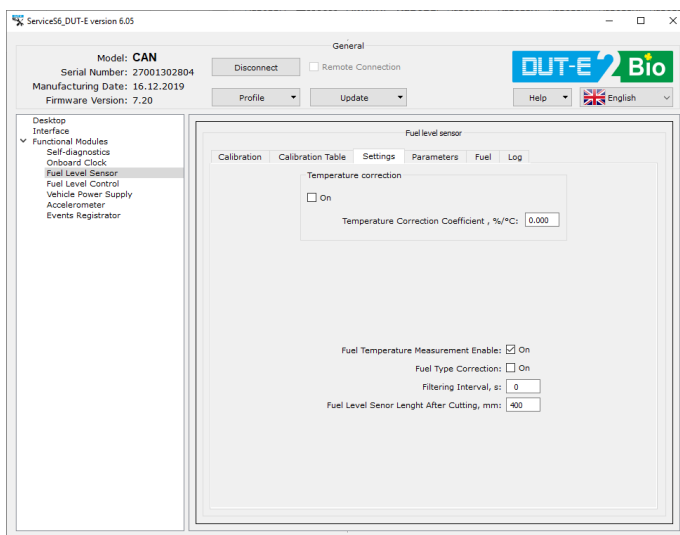 ServiceS6_DUT-E version 6.05
General
Model: CAN
Serial Number: 27001302804
Manufacturing Date: 16.12.2019
Firmware Version: 7.20
Disconnect
Remote Connection
Profile
Update
DUT-E 2 Bio
Help
English
Desktop
Interface
Functional Modules
Self-diagnostics
Onboard Clock
Fuel Level Sensor
Fuel Level Control
Vehicle Power Supply
Accelerometer
Events Registrator
Fuel level sensor
Calibration Calibration Table Settings Parameters Fuel Log
Temperature correction
On
Temperature Correction Coefficient , %/°C: 0.000
Fuel Temperature Measurement Enable: On
Fuel Type Correction: On
Filtering Interval, s: 0
Fuel Level Senor Lenght After Cutting, mm: 400